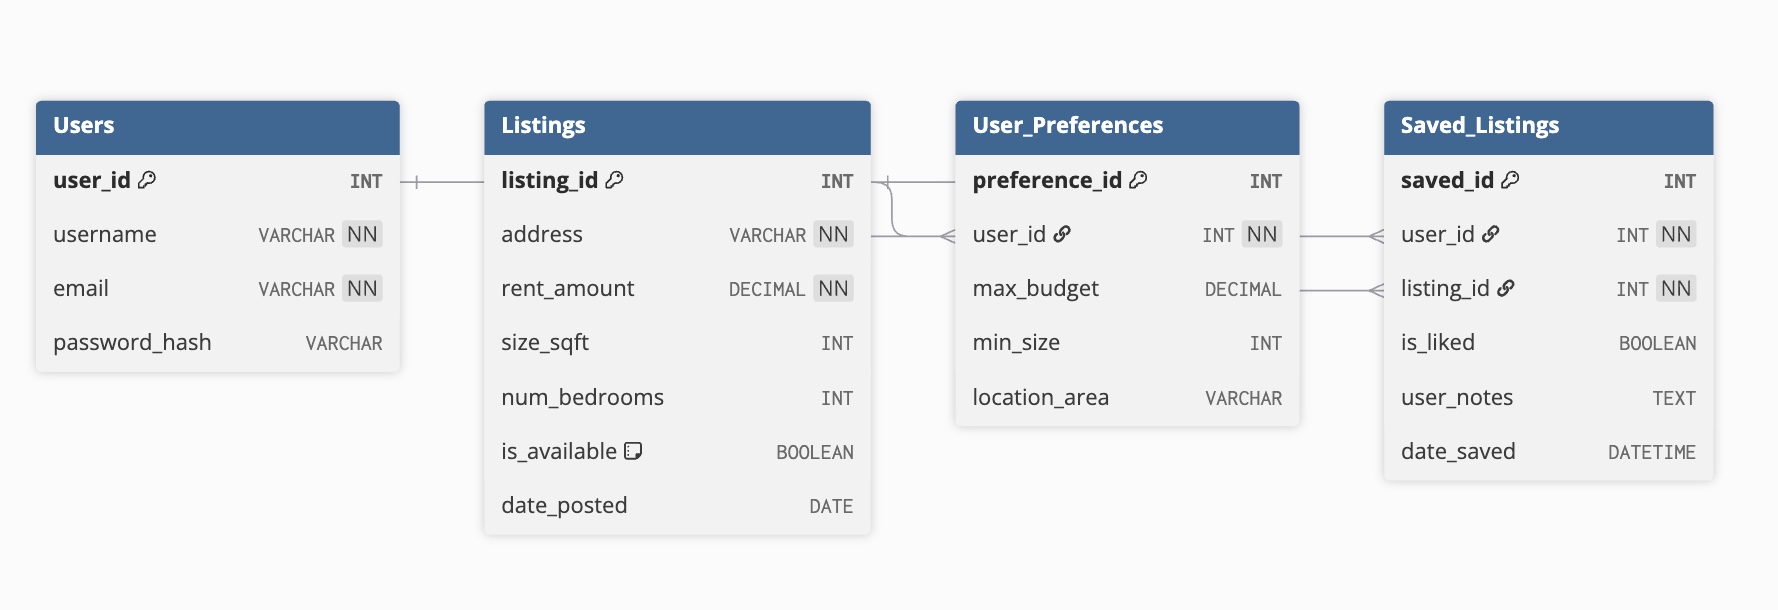 Users
user_id INT
username VARCHAR NN
email VARCHAR NN
password_hash VARCHAR
Listings
listing_id INT
address VARCHAR NN
rent_amount DECIMAL NN
size_sqft INT
num_bedrooms INT
is_available BOOLEAN
date_posted DATE
User_Preferences
preference_id INT
user_id INT NN
max_budget DECIMAL
min_size INT
location_area VARCHAR
Saved_Listings
saved_id INT
user_id INT NN
listing_id INT NN
is_liked BOOLEAN
user_notes TEXT
date_saved DATETIME